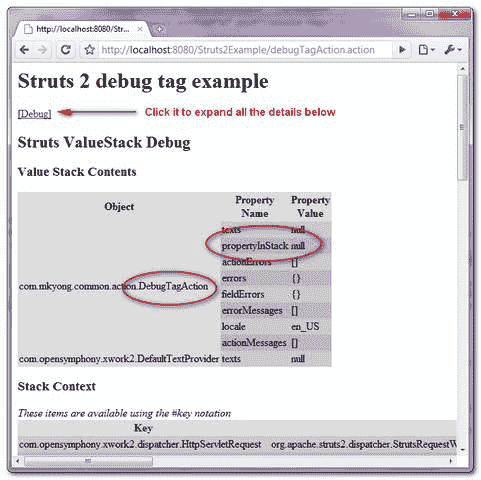 http://localhost:8080/S...
http://localhost:8080/Struts2Example/debugTagAction.action
Struts 2 debug tag example
[Debug] Click it to expand all the details below
Struts ValueStack Debug
Value Stack Contents
Object Property Name Property Value
texts null
propertyInStack null
actionErrors []
com.mkyong.common.action.DebugTagAction errors {}
fieldErrors {}
errorMessages []
locale en_US
actionMessages []
com.opensymphony.xwork2.DefaultTextProvider texts null
Stack Context
These items are available using the #key notation
Key
com.opensymphony.xwork2.dispatcher.HttpServletRequest org.apache.struts2.dispatcher.StrutsRequestW